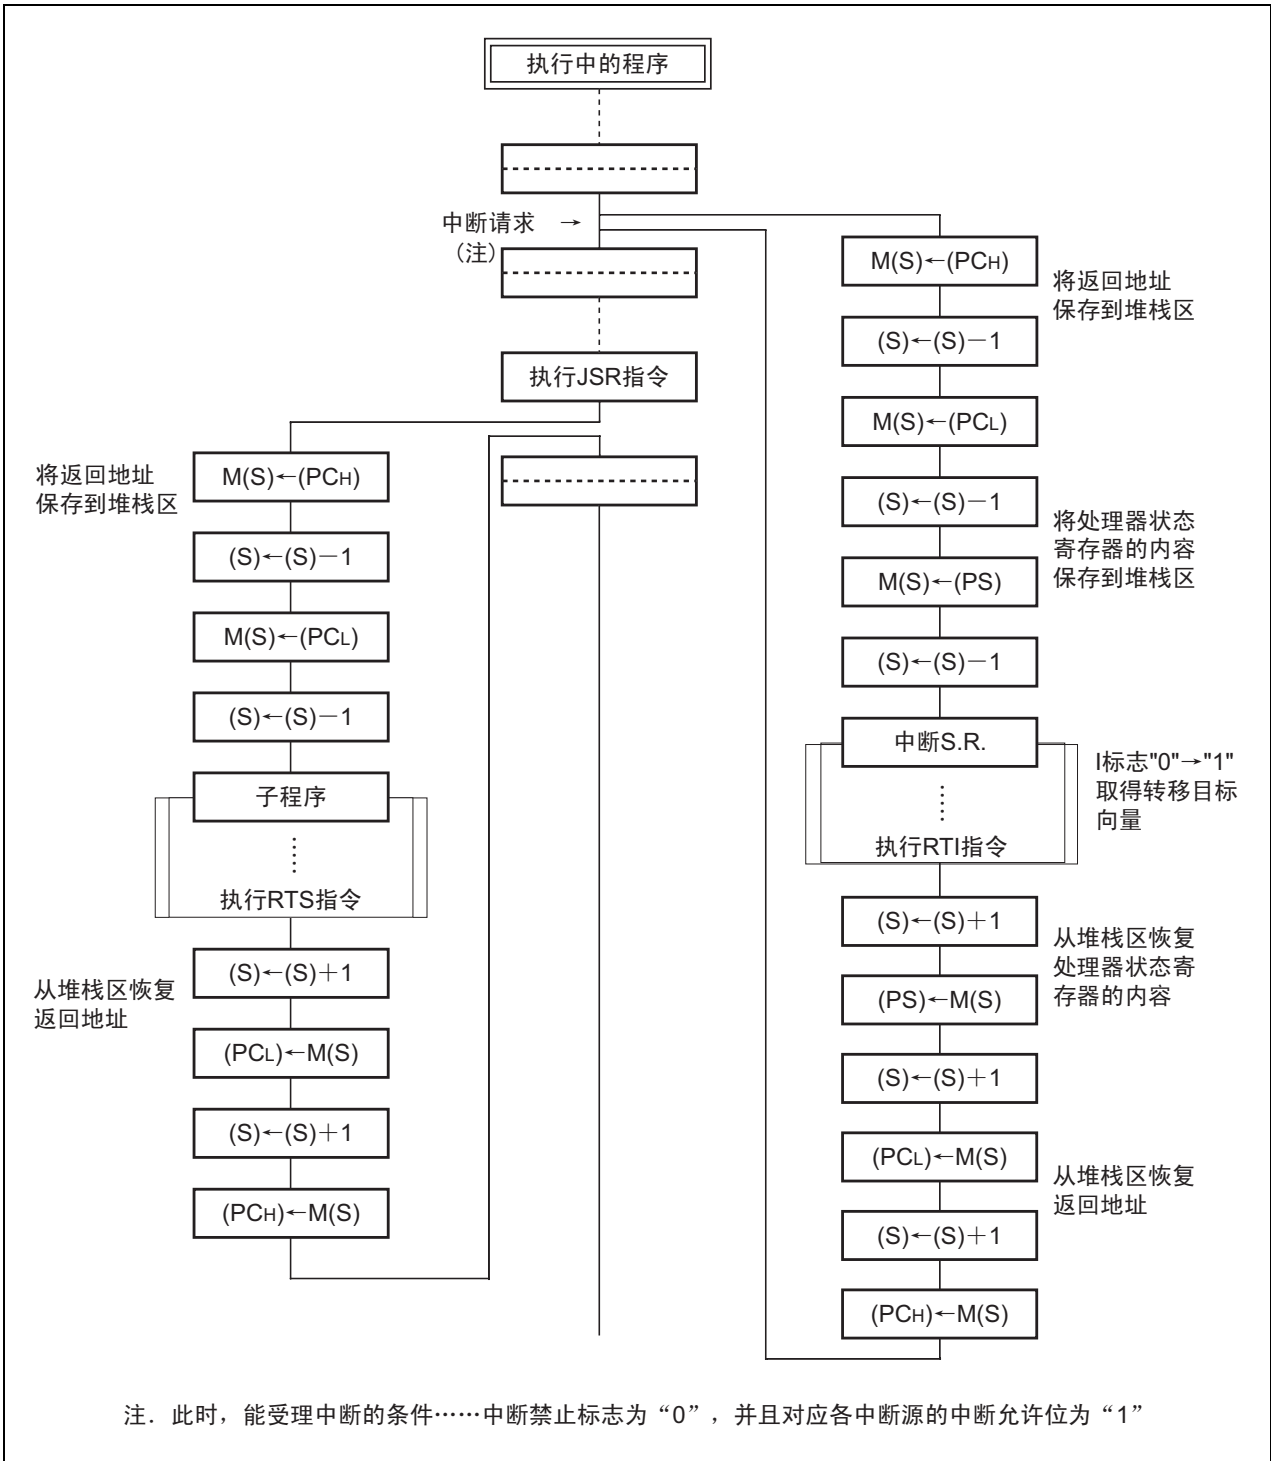 执行中的程序
中断请求 →
（注）
执行JSR指令
将返回地址
保存到堆栈区
M(S)←(PCH)
(S)←(S)－1
M(S)←(PCL)
(S)←(S)－1
子程序
执行RTS指令
从堆栈区恢复
返回地址
(S)←(S)＋1
(PCL)←M(S)
(S)←(S)＋1
(PCH)←M(S)
M(S)←(PCH)
将返回地址
保存到堆栈区
(S)←(S)－1
M(S)←(PCL)
(S)←(S)－1
将处理器状态
寄存器的内容
保存到堆栈区
M(S)←(PS)
(S)←(S)－1
中断S.R.
I标志"0"→"1"
取得转移目标
向量
执行RTI指令
(S)←(S)＋1
从堆栈区恢复
处理器状态寄
存器的内容
(PS)←M(S)
(S)←(S)＋1
(PCL)←M(S)
从堆栈区恢复
返回地址
(S)←(S)＋1
(PCH)←M(S)
注．此时，能受理中断的条件……中断禁止标志为“0”，并且对应各中断源的中断允许位为“1”